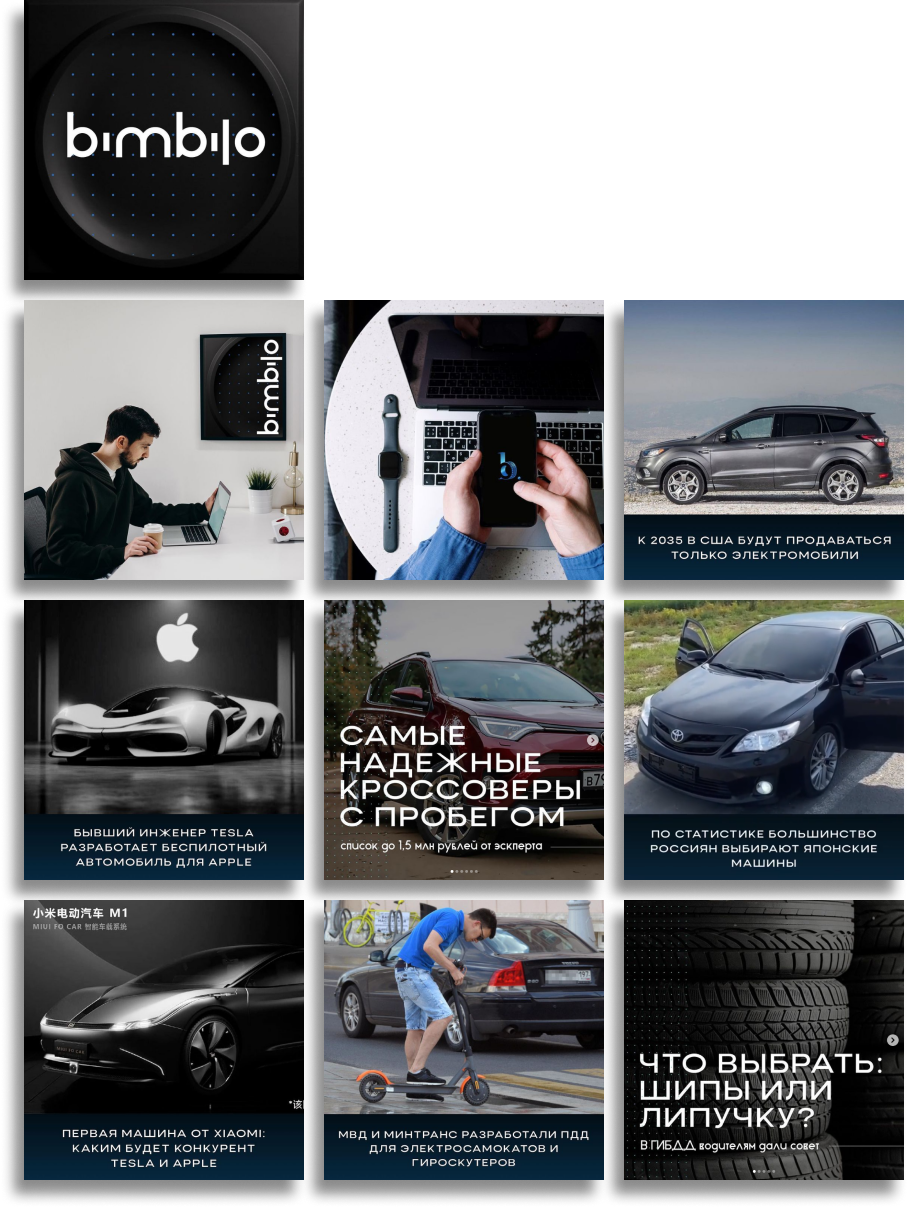 bimbilo
bimbilo
b
К 2035 В США БУДУТ ПРОДАВАТЬСЯ
ТОЛЬКО ЭЛЕКТРОМОБИЛИ
БЫВШИЙ ИНЖЕНЕР TESLA
РАЗРАБОТАЕТ БЕСПИЛОТНЫЙ
АВТОМОБИЛЬ ДЛЯ APPLE
САМЫЕ
НАДЕЖНЫЕ
КРОССОВЕРЫ
С ПРОБЕГОМ
список до 1,5 млн рублей от эскперта
ПО СТАТИСТИКЕ БОЛЬШИНСТВО
РОССИЯН ВЫБИРАЮТ ЯПОНСКИЕ
МАШИНЫ
小米电动汽车 M1
MIUI FO CAR 智能车载系统
MIUI FO CAR
*该
ПЕРВАЯ МАШИНА ОТ XIAOMI:
КАКИМ БУДЕТ КОНКУРЕНТ
TESLA И APPLE
МВД И МИНТРАНС РАЗРАБОТАЛИ ПДД
ДЛЯ ЭЛЕКТРОСАМОКАТОВ И
ГИРОСКУТЕРОВ
ЧТО ВЫБРАТЬ:
ШИПЫ ИЛИ
ЛИПУЧКУ?
В ГИБДД водителям дали совет